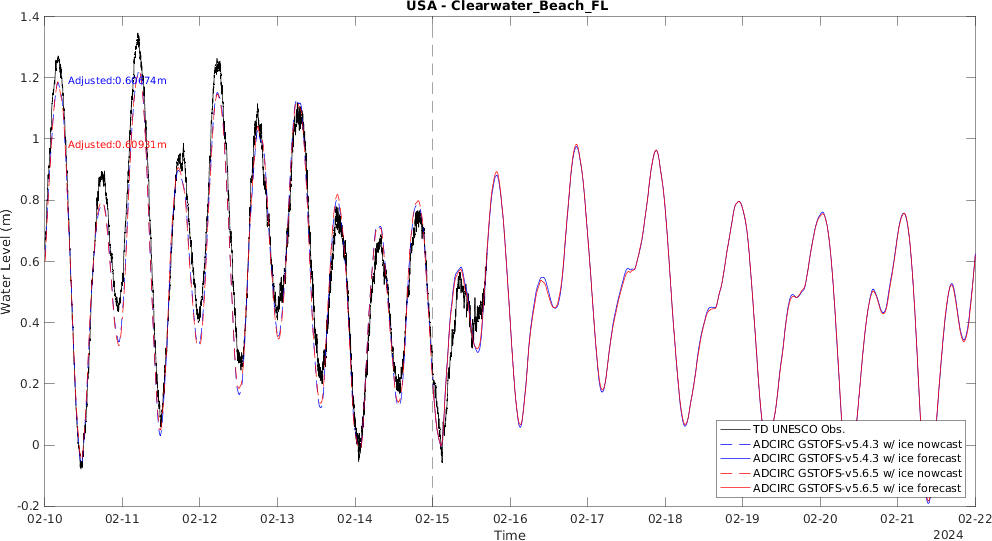 USA - Clearwater_Beach_FL
1.4
1.2
1
0.8
0.6
0.4
0.2
0
-0.2
Water Level (m)
Adjusted:0.60674m
Adjusted:0.60931m
TD UNESCO Obs.
ADCIRC GSTOFS-v5.4.3 w/ ice nowcast
ADCIRC GSTOFS-v5.4.3 w/ ice forecast
ADCIRC GSTOFS-v5.6.5 w/ ice nowcast
ADCIRC GSTOFS-v5.6.5 w/ ice forecast
02-10 02-11 02-12 02-13 02-14 02-15 02-16 02-17 02-18 02-19 02-20 02-21 02-22
Time
2024